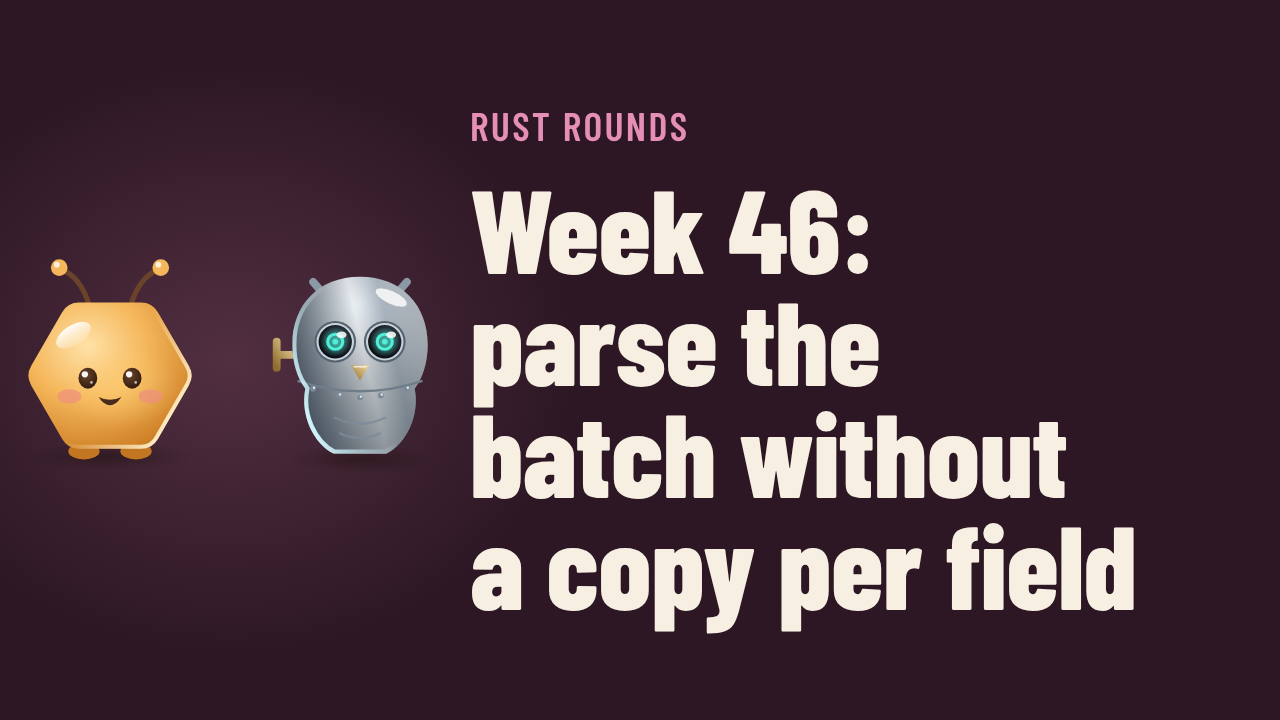 RUST ROUNDS
Week 46:
parse the
batch without
a copy per field